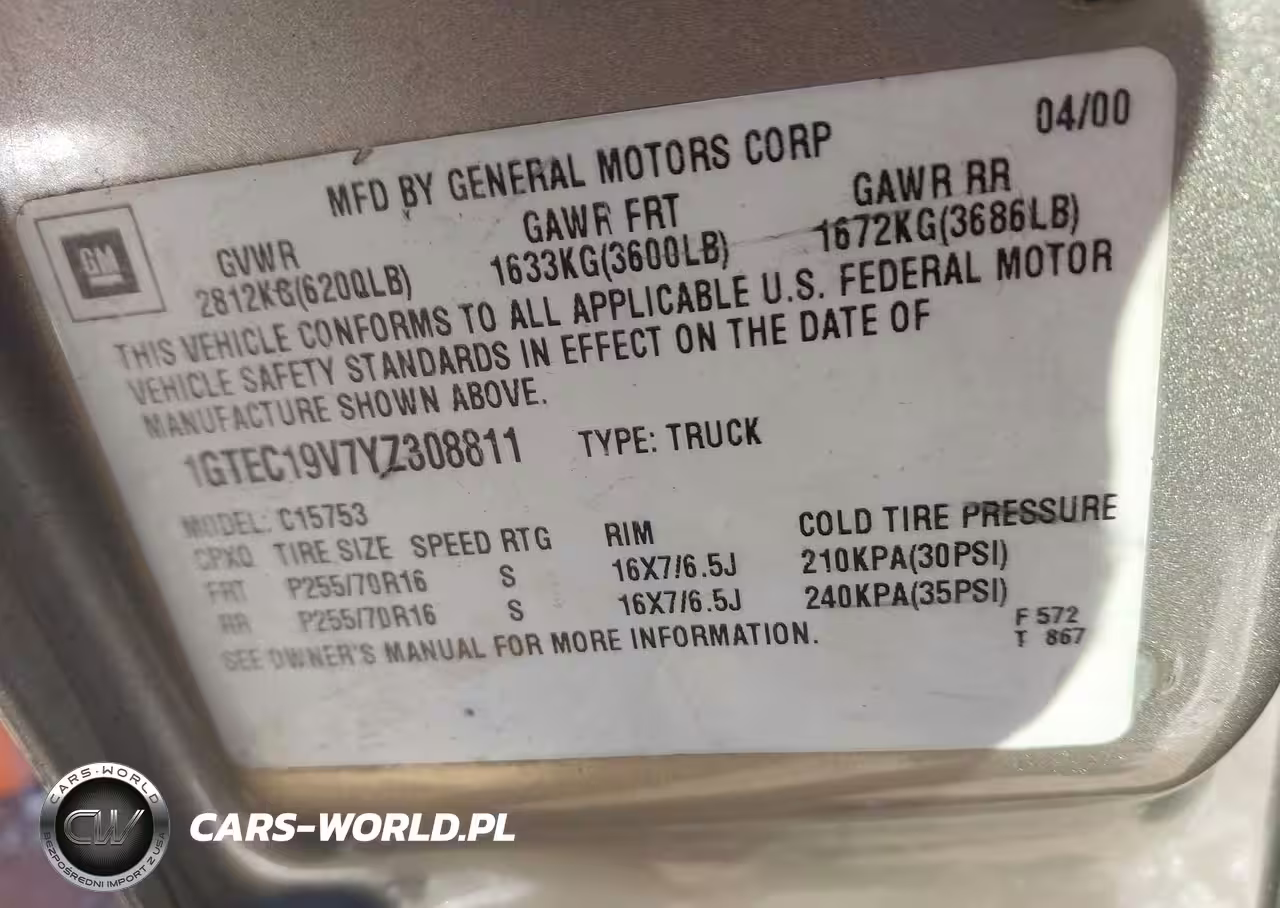 04/00
MFD BY GENERAL MOTORS CORP
GM
GVWR GAWR FRT GAWR RR
2812KG(6200LB) 1633KG(3600LB) 1672KG(3686LB)
THIS VEHICLE CONFORMS TO ALL APPLICABLE U.S. FEDERAL MOTOR
VEHICLE SAFETY STANDARDS IN EFFECT ON THE DATE OF
MANUFACTURE SHOWN ABOVE.
1GTEC19V7YZ308811 TYPE: TRUCK
MODEL: C15753
CPXQ TIRE SIZE SPEED RTG RIM COLD TIRE PRESSURE
FRT P255/70R16 S 16X7/6.5J 210KPA(30PSI)
RR P255/70R16 S 16X7/6.5J 240KPA(35PSI)
SEE OWNER'S MANUAL FOR MORE INFORMATION.
F 572
T 867
CARS-WORLD
CW
BEZPOŚREDNI IMPORT Z USA
CARS-WORLD.PL